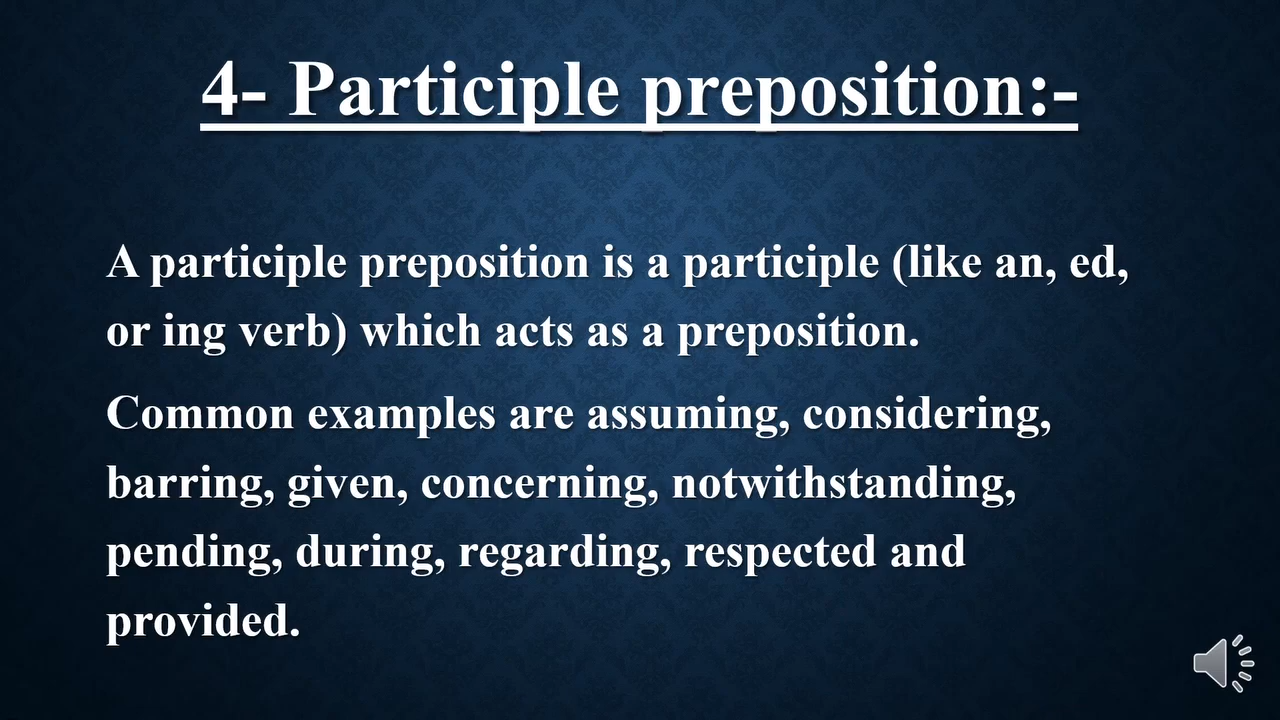 4- Participle preposition:-
A participle preposition is a participle (like an, ed,
or ing verb) which acts as a preposition.
Common examples are assuming, considering,
barring, given, concerning, notwithstanding,
pending, during, regarding, respected and
provided.